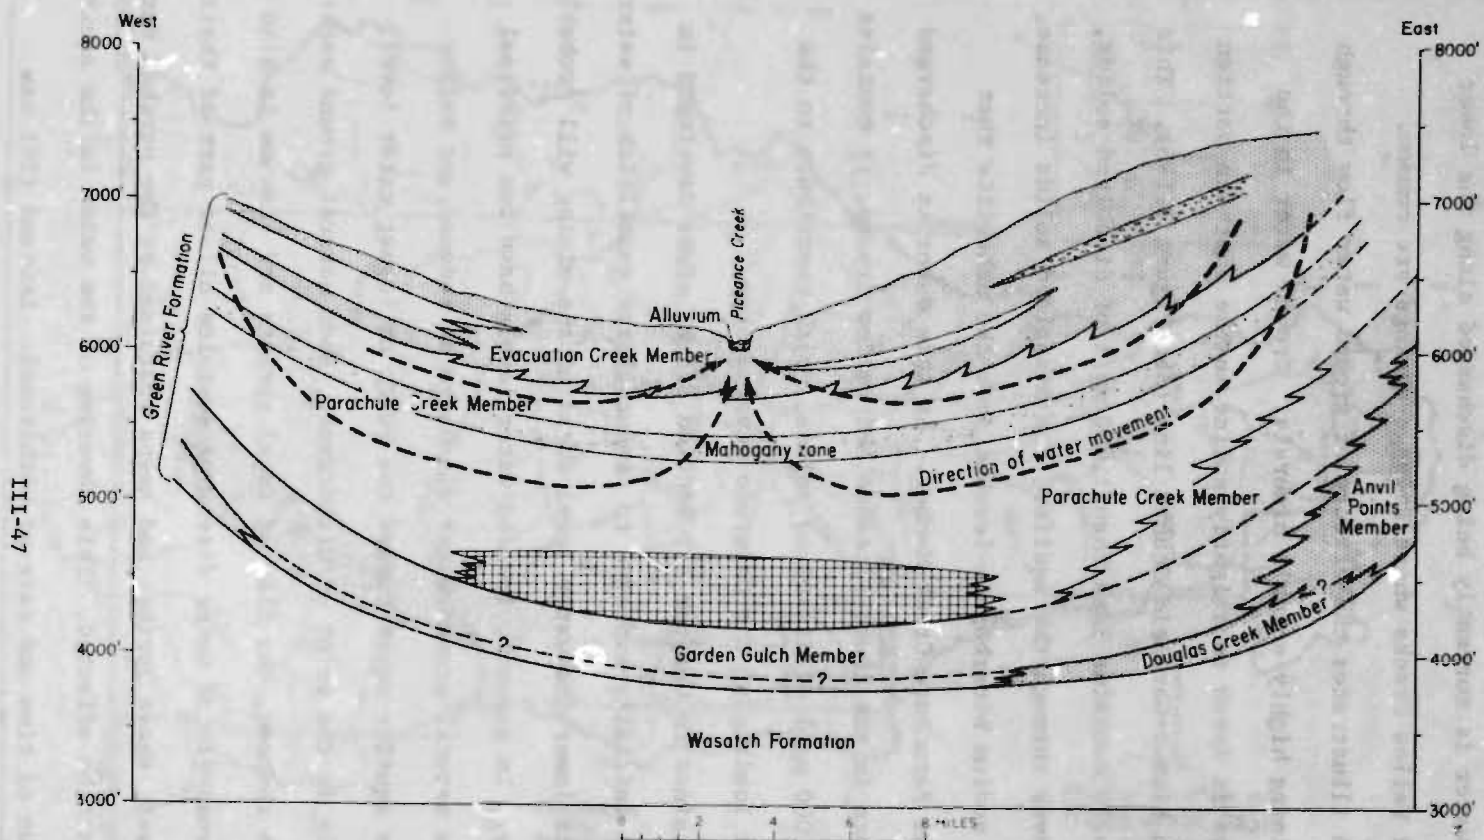 West
East
8000
8000'
7000'
7000'
Piceance Creek
Green River Formation
Alluvium
6000'
6000'
Evacuation Creek Member
Parachute Creek Member
Mahogany zone
Direction of water movement
Parachute Creek Member
Anvil
Points
Member
5000'
5000'
III-47
?
Douglas Creek Member
4000'
4000'
?
Garden Gulch Member
?
Wasatch Formation
3000'
3000'
0 2 4 6 8 MILES